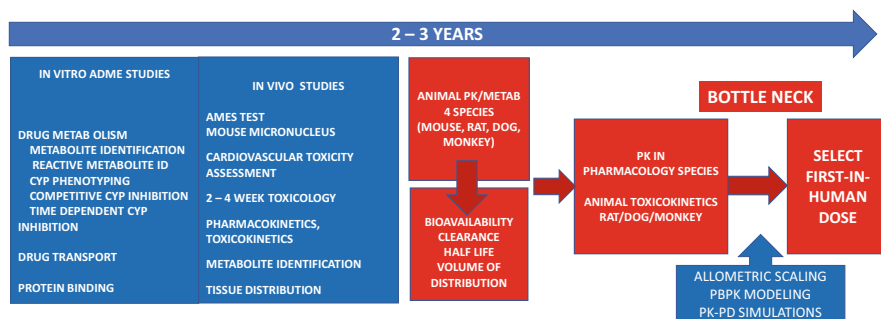 2 – 3 YEARS
IN VITRO ADME STUDIES
DRUG METAB OLISM
METABOLITE IDENTIFICATION
REACTIVE METABOLITE ID
CYP PHENOTYPING
COMPETITIVE CYP INHIBITION
TIME DEPENDENT CYP
INHIBITION
DRUG TRANSPORT
PROTEIN BINDING
IN VIVO STUDIES
AMES TEST
MOUSE MICRONUCLEUS
CARDIOVASCULAR TOXICITY
ASSESSMENT
2 – 4 WEEK TOXICOLOGY
PHARMACOKINETICS,
TOXICOKINETICS
METABOLITE IDENTIFICATION
TISSUE DISTRIBUTION
ANIMAL PK/METAB
4 SPECIES
(MOUSE, RAT, DOG,
MONKEY)
BIOAVAILABILITY
CLEARANCE
HALF LIFE
VOLUME OF
DISTRIBUTION
PK IN
PHARMACOLOGY SPECIES
ANIMAL TOXICOKINETICS
RAT/DOG/MONKEY
BOTTLE NECK
SELECT
FIRST-IN-
HUMAN
DOSE
ALLOMETRIC SCALING
PBPK MODELING
PK-PD SIMULATIONS